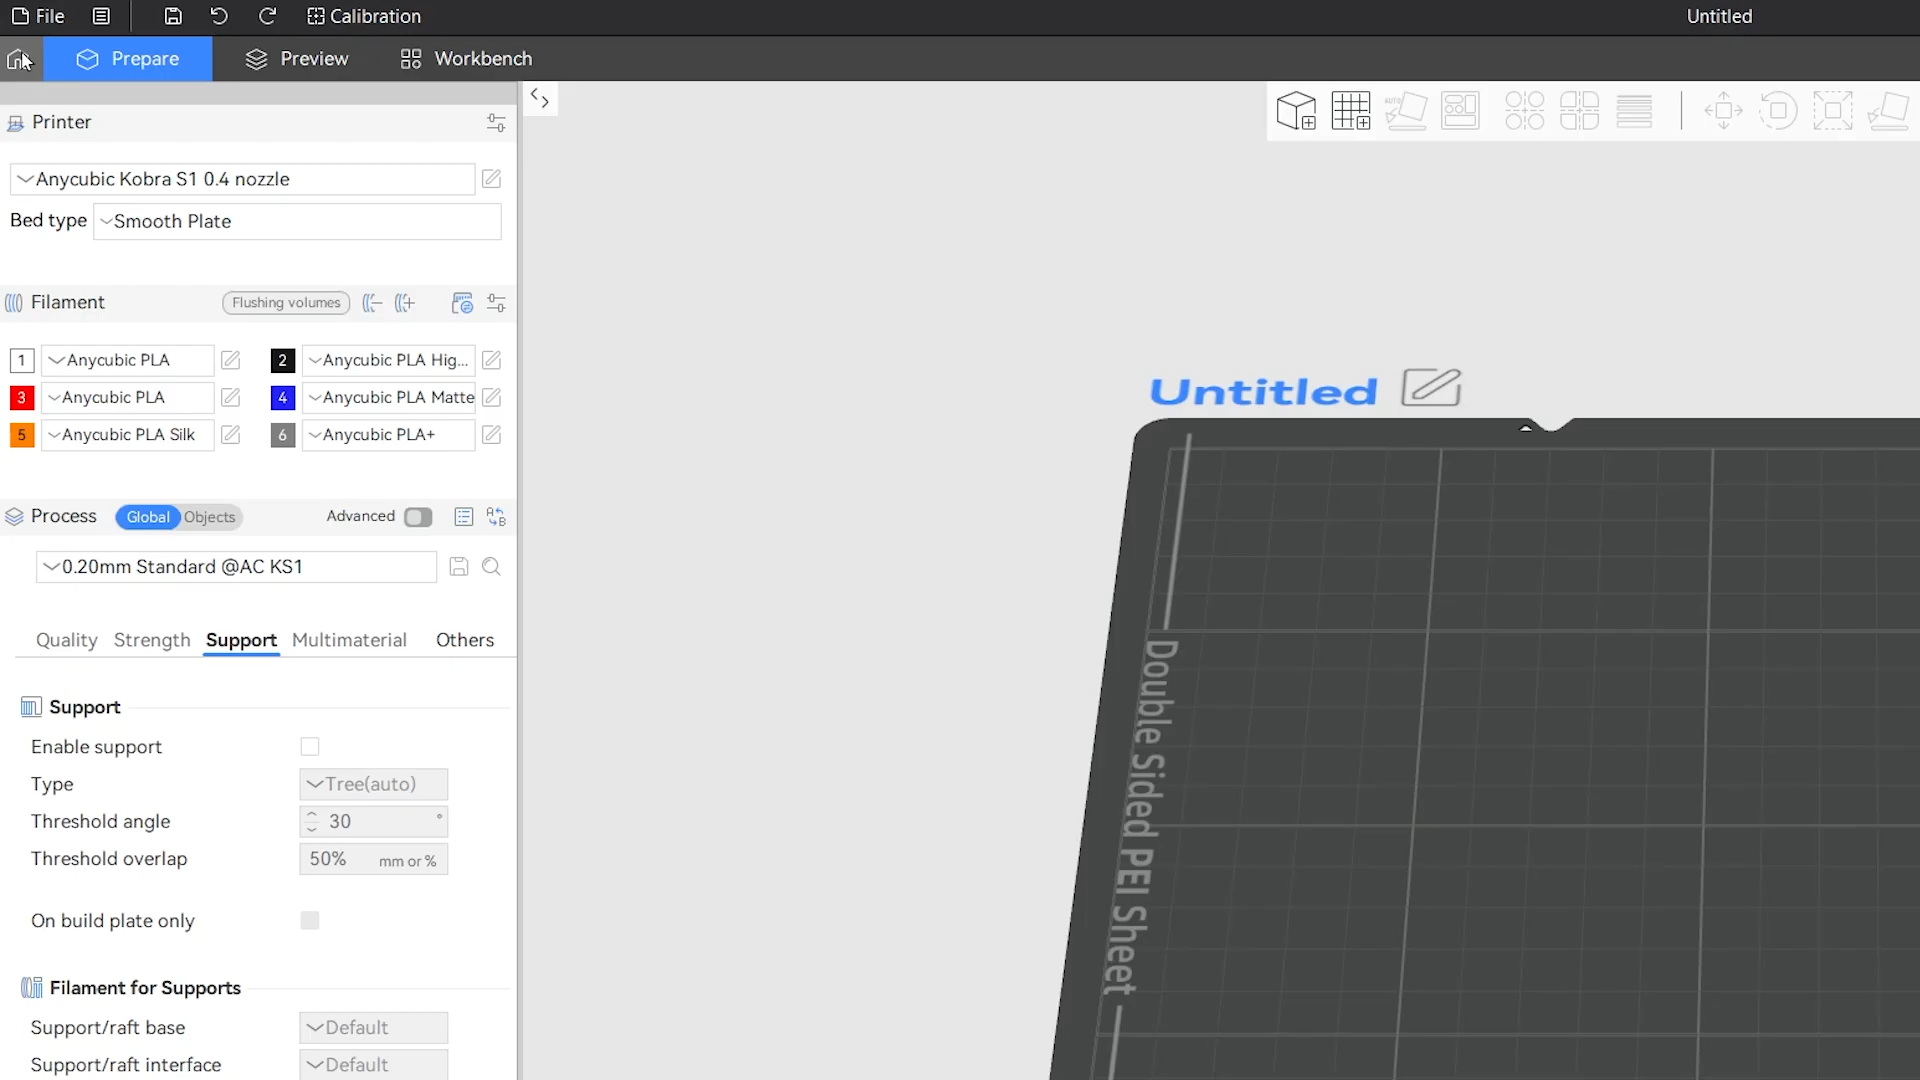 File
Calibration
Untitled
Prepare
Preview
Workbench
Printer
Anycubic Kobra S1 0.4 nozzle
Bed type
Smooth Plate
Filament
Flushing volumes
1
Anycubic PLA
2
Anycubic PLA Hig...
3
Anycubic PLA
4
Anycubic PLA Matte
5
Anycubic PLA Silk
6
Anycubic PLA+
Process
Global
Objects
Advanced
0.20mm Standard @AC KS1
Quality
Strength
Support
Multimaterial
Others
Support
Enable support
Type
Tree(auto)
Threshold angle
30
°
Threshold overlap
50%
mm or %
On build plate only
Filament for Supports
Support/raft base
Default
Support/raft interface
Default
AUTO
Untitled
Double Sided PEI Sheet